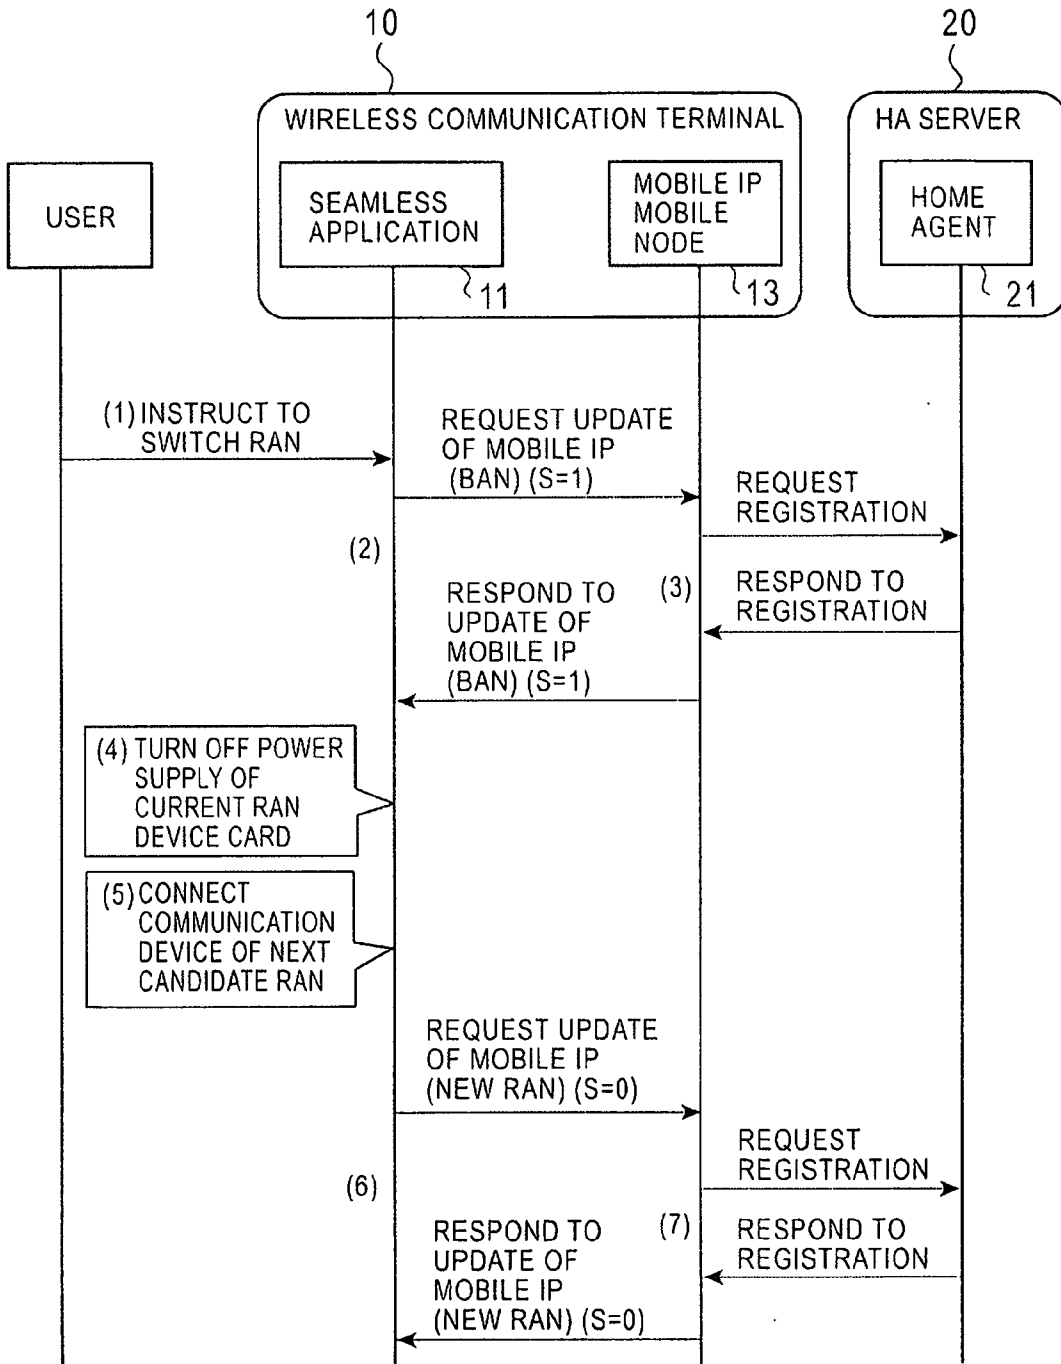 10
20
WIRELESS COMMUNICATION TERMINAL
HA SERVER
USER
SEAMLESS
APPLICATION
MOBILE IP
MOBILE
NODE
HOME
AGENT
11
13
21
(1) INSTRUCT TO
SWITCH RAN
REQUEST UPDATE
OF MOBILE IP
(BAN) (S=1)
REQUEST
REGISTRATION
(2)
(3)
RESPOND TO
REGISTRATION
RESPOND TO
UPDATE OF
MOBILE IP
(BAN) (S=1)
(4) TURN OFF POWER
SUPPLY OF
CURRENT RAN
DEVICE CARD
(5) CONNECT
COMMUNICATION
DEVICE OF NEXT
CANDIDATE RAN
REQUEST UPDATE
OF MOBILE IP
(NEW RAN) (S=0)
REQUEST
REGISTRATION
(6)
(7)
RESPOND TO
REGISTRATION
RESPOND TO
UPDATE OF
MOBILE IP
(NEW RAN) (S=0)